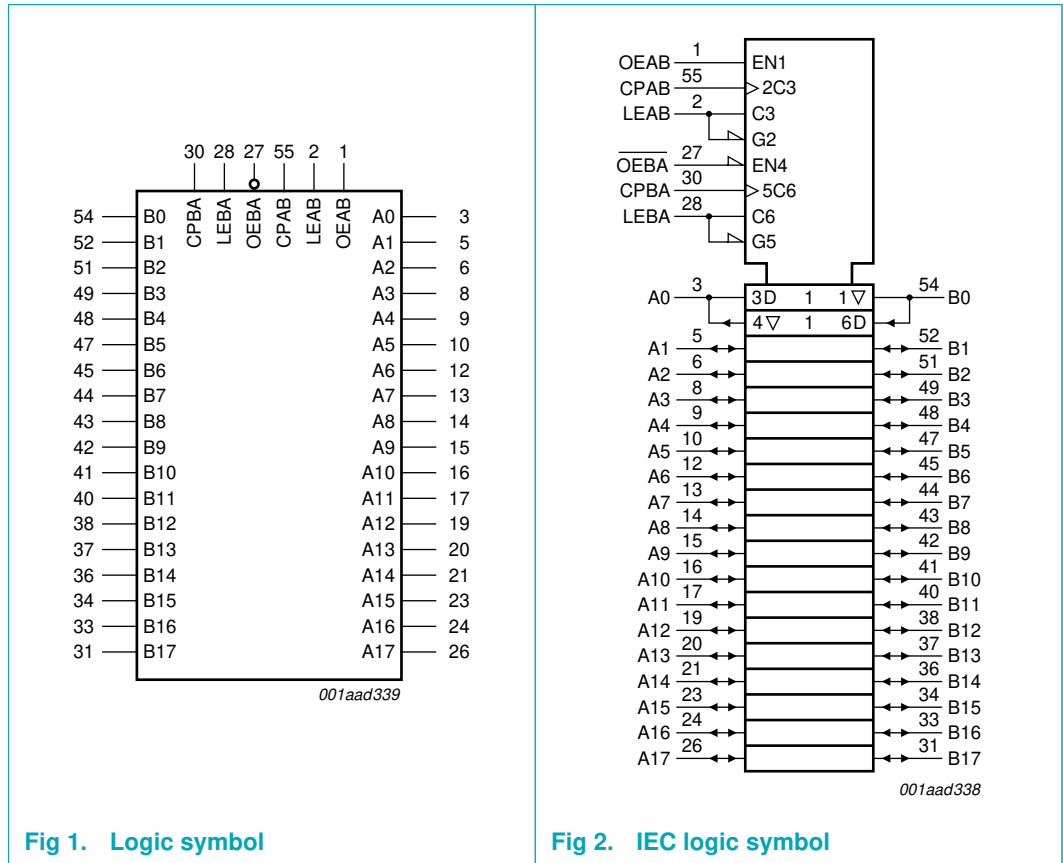 30 28 27 55 2 1
CPBA LEBA OEBA CPAB LEAB OEAB
54 B0 A0 3
52 B1 A1 5
51 B2 A2 6
49 B3 A3 8
48 B4 A4 9
47 B5 A5 10
45 B6 A6 12
44 B7 A7 13
43 B8 A8 14
42 B9 A9 15
41 B10 A10 16
40 B11 A11 17
38 B12 A12 19
37 B13 A13 20
36 B14 A14 21
34 B15 A15 23
33 B16 A16 24
31 B17 A17 26
001aad339
Fig 1. Logic symbol
OEAB 1 EN1
CPAB 55 2C3
LEAB 2 C3
G2
OEBA 27 EN4
CPBA 30 5C6
LEBA 28 C6
G5
A0 3 3D 1 1▽ 54 B0
4▽ 1 6D
A1 5 52 B1
A2 6 51 B2
A3 8 49 B3
A4 9 48 B4
A5 10 47 B5
A6 12 45 B6
A7 13 44 B7
A8 14 43 B8
A9 15 42 B9
A10 16 41 B10
A11 17 40 B11
A12 19 38 B12
A13 20 37 B13
A14 21 36 B14
A15 23 34 B15
A16 24 33 B16
A17 26 31 B17
001aad338
Fig 2. IEC logic symbol